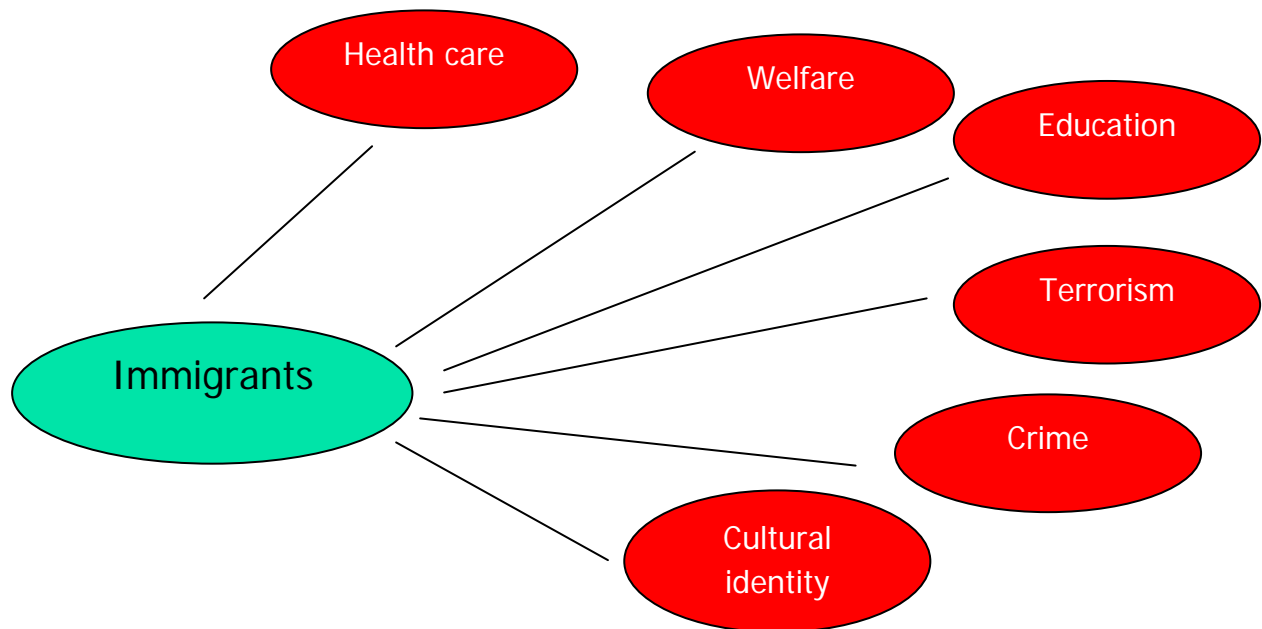 Health care
Welfare
Education
Terrorism
Immigrants
Crime
Cultural
identity